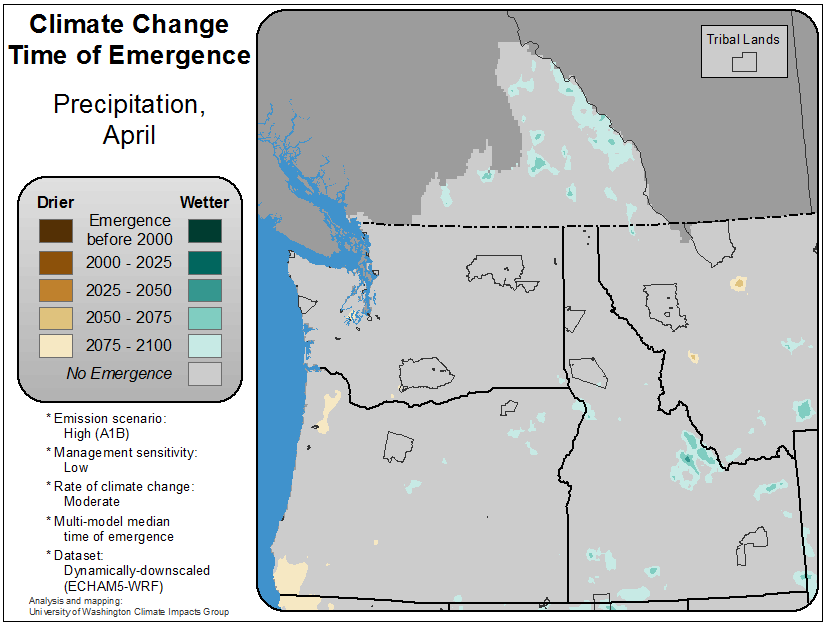 Climate Change
Time of Emergence
Precipitation,
April
Drier
Wetter
Emergence
before 2000
2000 - 2025
2025 - 2050
2050 - 2075
2075 - 2100
No Emergence
* Emission scenario:
High (A1B)
* Management sensitivity:
Low
* Rate of climate change:
Moderate
* Multi-model median
time of emergence
* Dataset:
Dynamically-downscaled
(ECHAM5-WRF)
Analysis and mapping:
University of Washington Climate Impacts Group
Tribal Lands